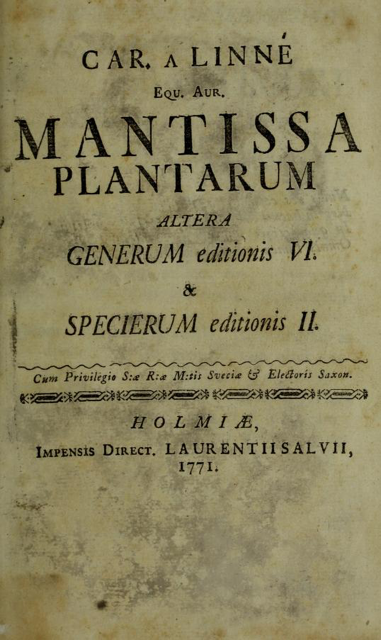 CAR. A LINNÉ
EQU. AUR.
MANTISSA
PLANTARUM
ALTERA
GENERUM editionis VI.
&
SPECIERUM editionis II.
Cum Privilegio S:æ R:æ M:tis Sveciæ & Electoris Saxon.
HOLMIÆ,
IMPENSIS DIRECT. LAURENTII SALVII,
1771.